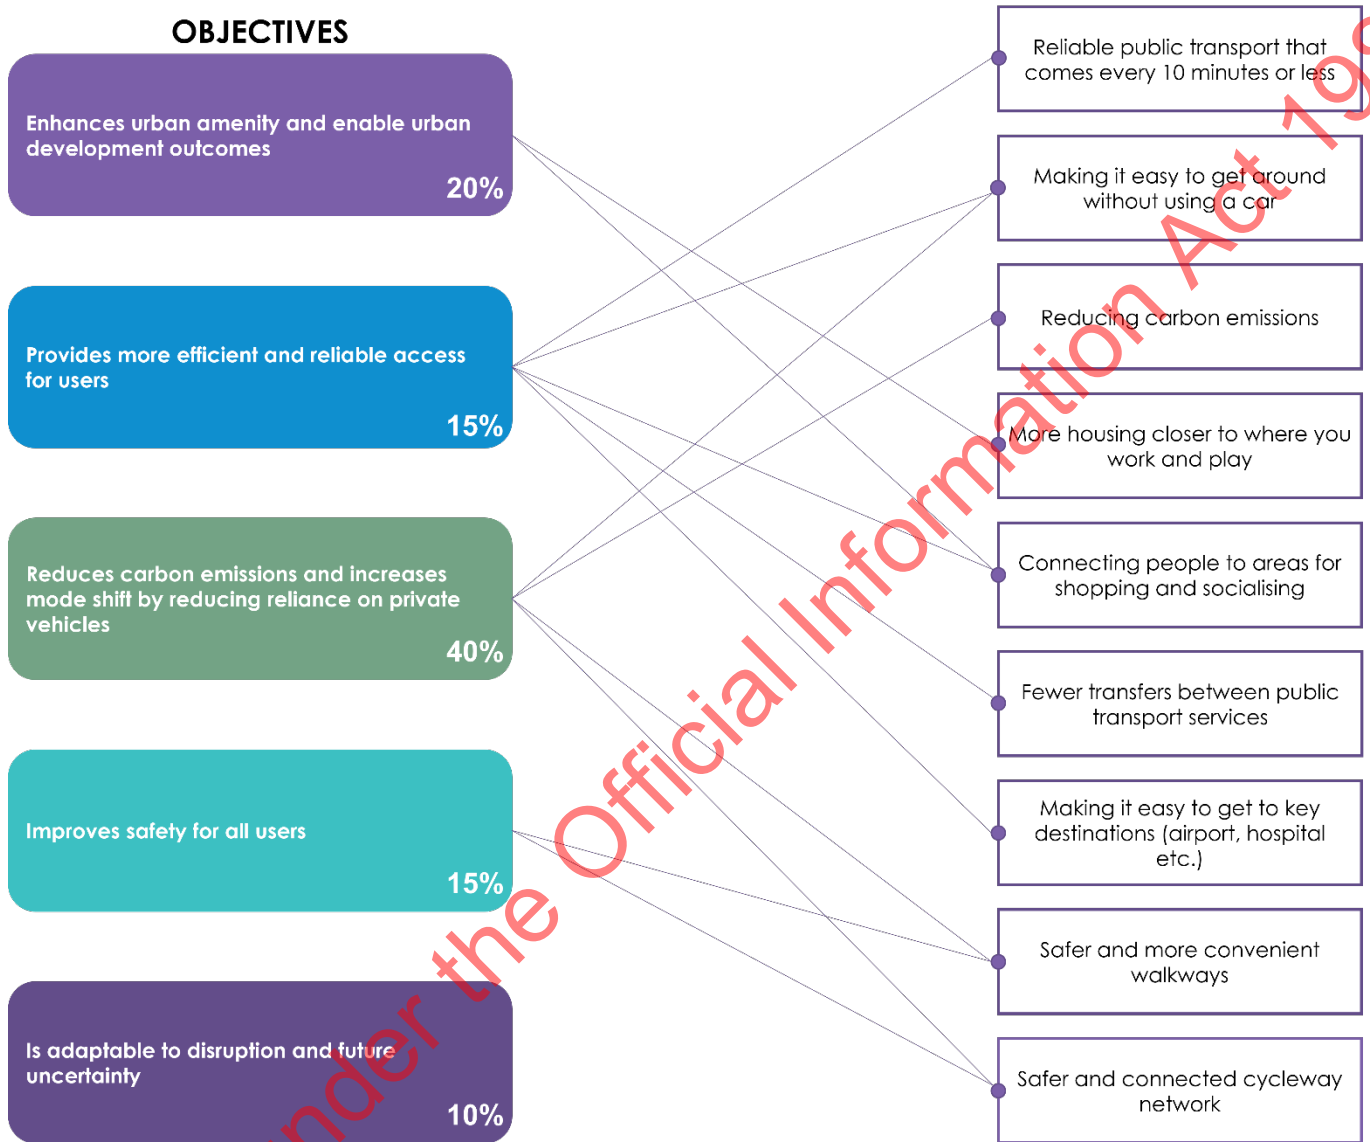 OBJECTIVES
Enhances urban amenity and enable urban
development outcomes
20%
Provides more efficient and reliable access
for users
15%
Reduces carbon emissions and increases
mode shift by reducing reliance on private
vehicles
40%
Improves safety for all users
15%
Is adaptable to disruption and future
uncertainty
10%
Reliable public transport that
comes every 10 minutes or less
Making it easy to get around
without using a car
Reducing carbon emissions
More housing closer to where you
work and play
Connecting people to areas for
shopping and socialising
Fewer transfers between public
transport services
Making it easy to get to key
destinations (airport, hospital
etc.)
Safer and more convenient
walkways
Safer and connected cycleway
network
under the Official Information Act 19